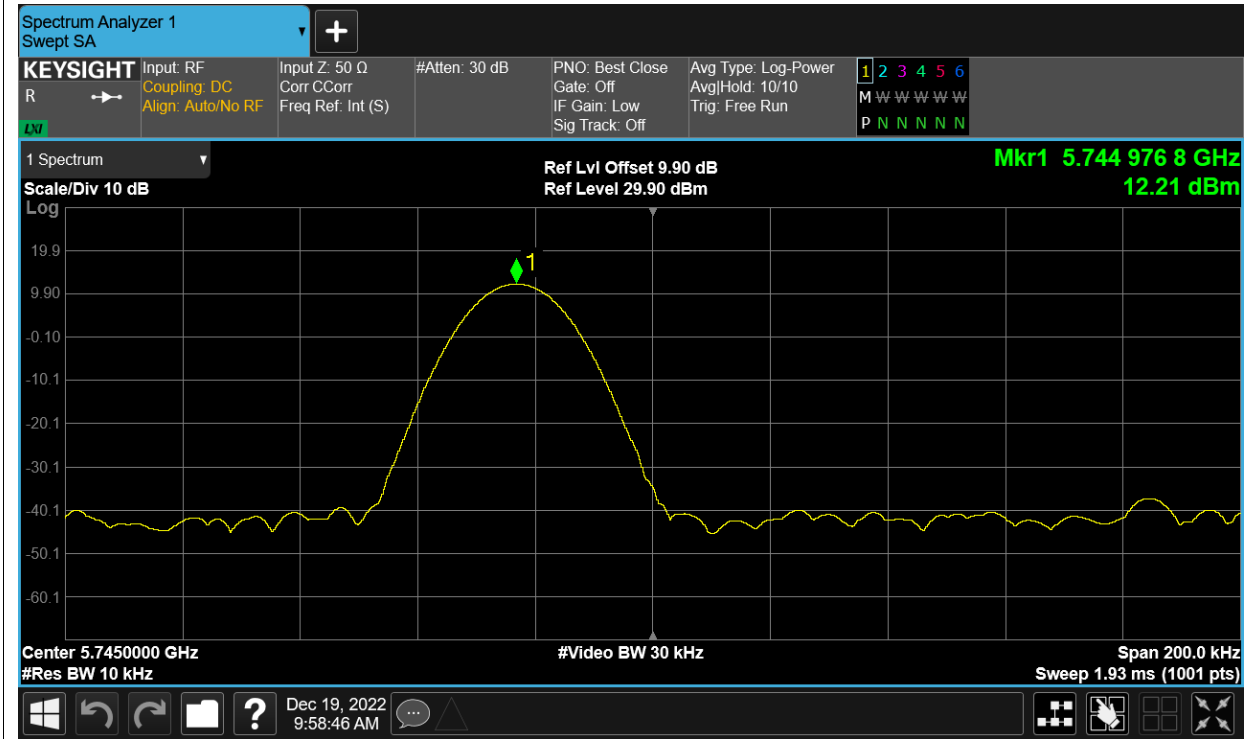 Spectrum Analyzer 1
Swept SA
KEYSIGHT
R
LXI
Input: RF
Coupling: DC
Align: Auto/No RF
Input Z: 50 Ω
Corr CCorr
Freq Ref: Int (S)
#Atten: 30 dB
PNO: Best Close
Gate: Off
IF Gain: Low
Sig Track: Off
Avg Type: Log-Power
Avg|Hold: 10/10
Trig: Free Run
1 2 3 4 5 6
M W W W W W
P N N N N N
1 Spectrum
Scale/Div 10 dB
Log
Ref Lvl Offset 9.90 dB
Ref Level 29.90 dBm
Mkr1 5.744 976 8 GHz
12.21 dBm
1
19.9
9.90
-0.10
-10.1
-20.1
-30.1
-40.1
-50.1
-60.1
Center 5.7450000 GHz
#Res BW 10 kHz
#Video BW 30 kHz
Span 200.0 kHz
Sweep 1.93 ms (1001 pts)
?
Dec 19, 2022
9:58:46 AM